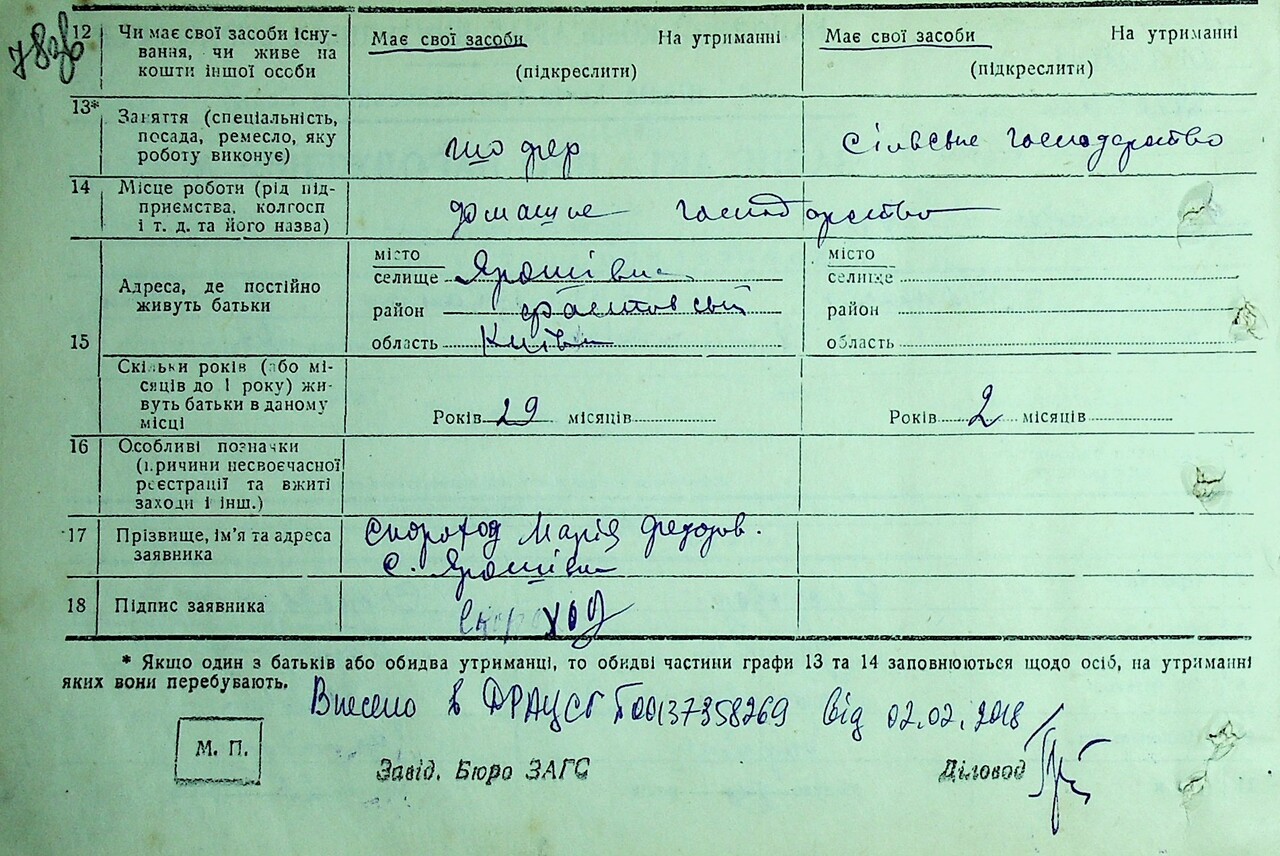 783б
12 Чи має свої засоби існування, чи живе на кошти іншої особи
Має свої засоби На утриманні
(підкреслити)
Має свої засоби На утриманні
(підкреслити)
13* Заняття (спеціальність, посада, ремесло, яку роботу виконує)
шофер
сільське господарство
14 Місце роботи (рід підприємства, колгосп і т. д. та його назва)
домашнє господарство
15 Адреса, де постійно живуть батьки
місто
селище Ярошівка
район Фастовський
область Київська
місто
селище
район
область
Скільки років (або місяців до 1 року) живуть батьки в даному місці
Років 29 місяців
Років 2 місяців
16 Особливі позначки (причини несвоєчасної реєстрації та вжиті заходи і інш.)
17 Прізвище, ім'я та адреса заявника
Скороход Марія Федоров.
с. Ярошівка
18 Підпис заявника
Скороход
* Якщо один з батьків або обидва утриманці, то обидві частини графи 13 та 14 заповнюються щодо осіб, на утриманні
яких вони перебувають.
Внесено в ДРАЦСГ 00137358269 від 02.02.2018
М. П.
Завід. Бюро ЗАГС
Діловод